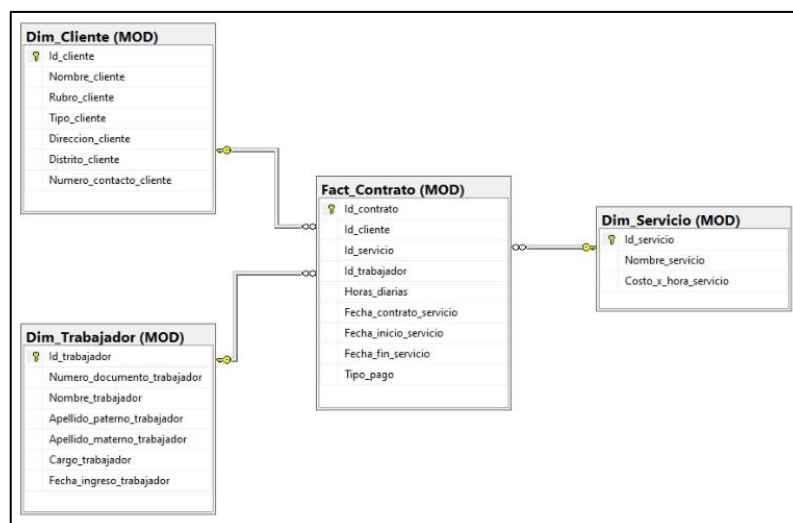 Dim_Cliente (MOD)
Id_cliente
Nombre_cliente
Rubro_cliente
Tipo_cliente
Direccion_cliente
Distrito_cliente
Numero_contacto_cliente
Fact_Contrato (MOD)
Id_contrato
Id_cliente
Id_servicio
Id_trabajador
Horas_diarias
Fecha_contrato_servicio
Fecha_inicio_servicio
Fecha_fin_servicio
Tipo_pago
Dim_Servicio (MOD)
Id_servicio
Nombre_servicio
Costo_x_hora_servicio
Dim_Trabajador (MOD)
Id_trabajador
Numero_documento_trabajador
Nombre_trabajador
Apellido_paterno_trabajador
Apellido_materno_trabajador
Cargo_trabajador
Fecha_ingreso_trabajador